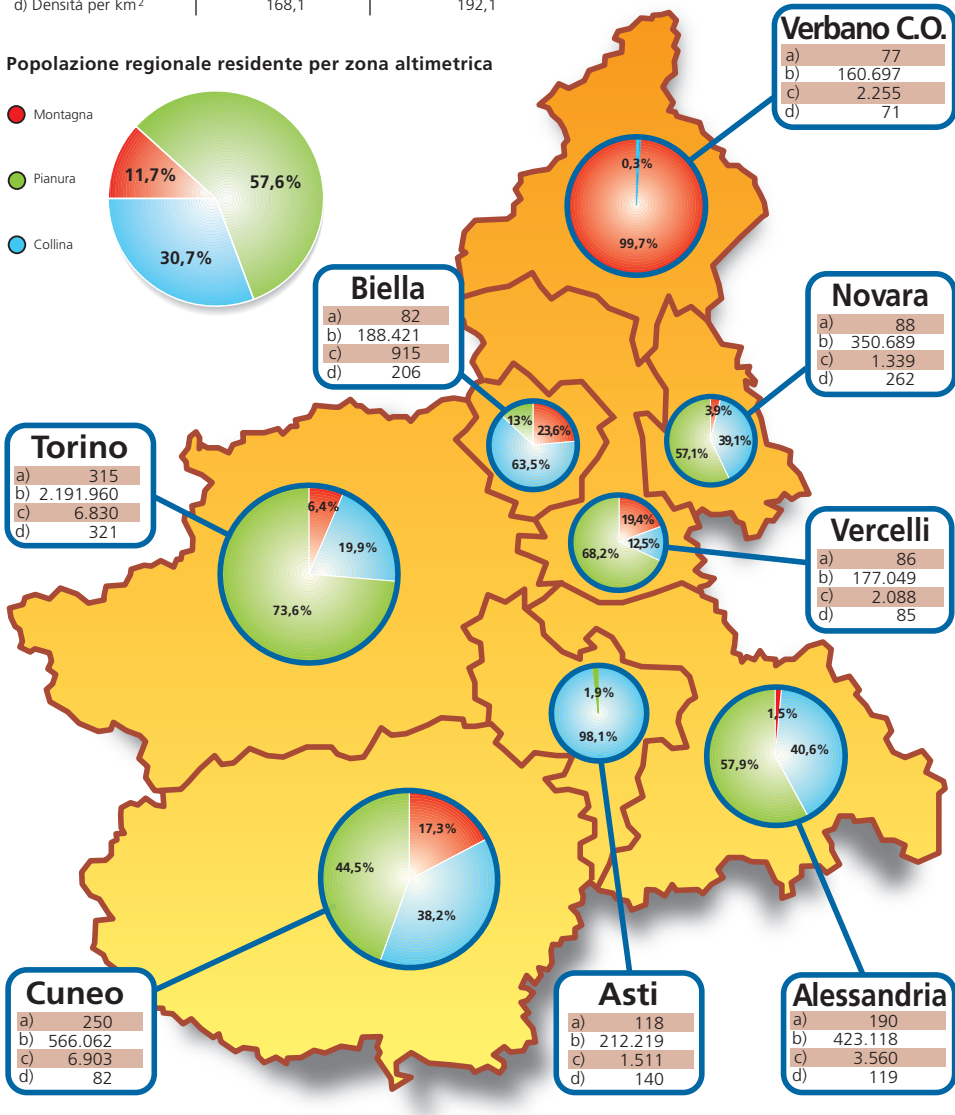 d) Densità per km² 168,1 192,1
Popolazione regionale residente per zona altimetrica
Montagna
Pianura
Collina
11,7%
57,6%
30,7%
Verbano C.O.
a) 77
b) 160.697
c) 2.255
d) 71
0,3%
99,7%
Biella
a) 82
b) 188.421
c) 915
d) 206
13%
23,6%
63,5%
Novara
a) 88
b) 350.689
c) 1.339
d) 262
3,9%
39,1%
57,1%
Torino
a) 315
b) 2.191.960
c) 6.830
d) 321
6,4%
19,9%
73,6%
Vercelli
a) 86
b) 177.049
c) 2.088
d) 85
19,4%
12,5%
68,2%
1,9%
98,1%
1,5%
40,6%
57,9%
17,3%
44,5%
38,2%
Cuneo
a) 250
b) 566.062
c) 6.903
d) 82
Asti
a) 118
b) 212.219
c) 1.511
d) 140
Alessandria
a) 190
b) 423.118
c) 3.560
d) 119